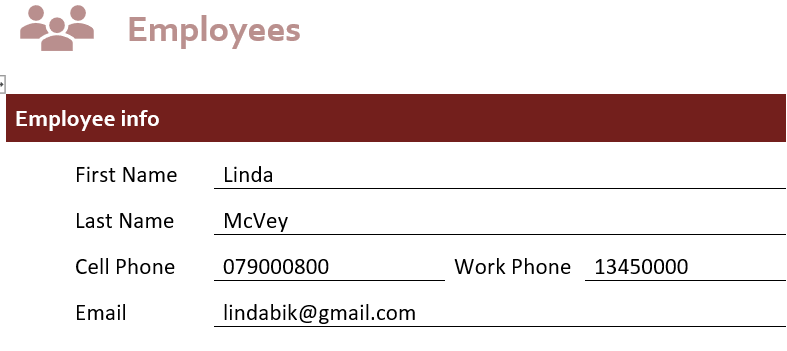 Employees
Employee info
First Name Linda
Last Name McVey
Cell Phone 079000800 Work Phone 13450000
Email lindabik@gmail.com